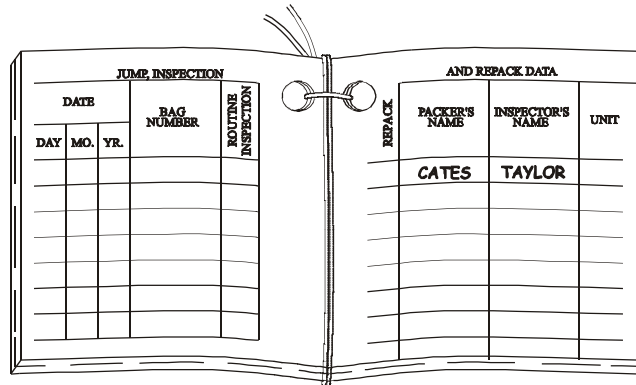 JUMP, INSPECTION
DATE
BAG
NUMBER
ROUTINE
INSPECTION
DAY MO. YR.
AND REPACK DATA
REPACK
PACKER'S
NAME
INSPECTOR'S
NAME
UNIT
CATES TAYLOR